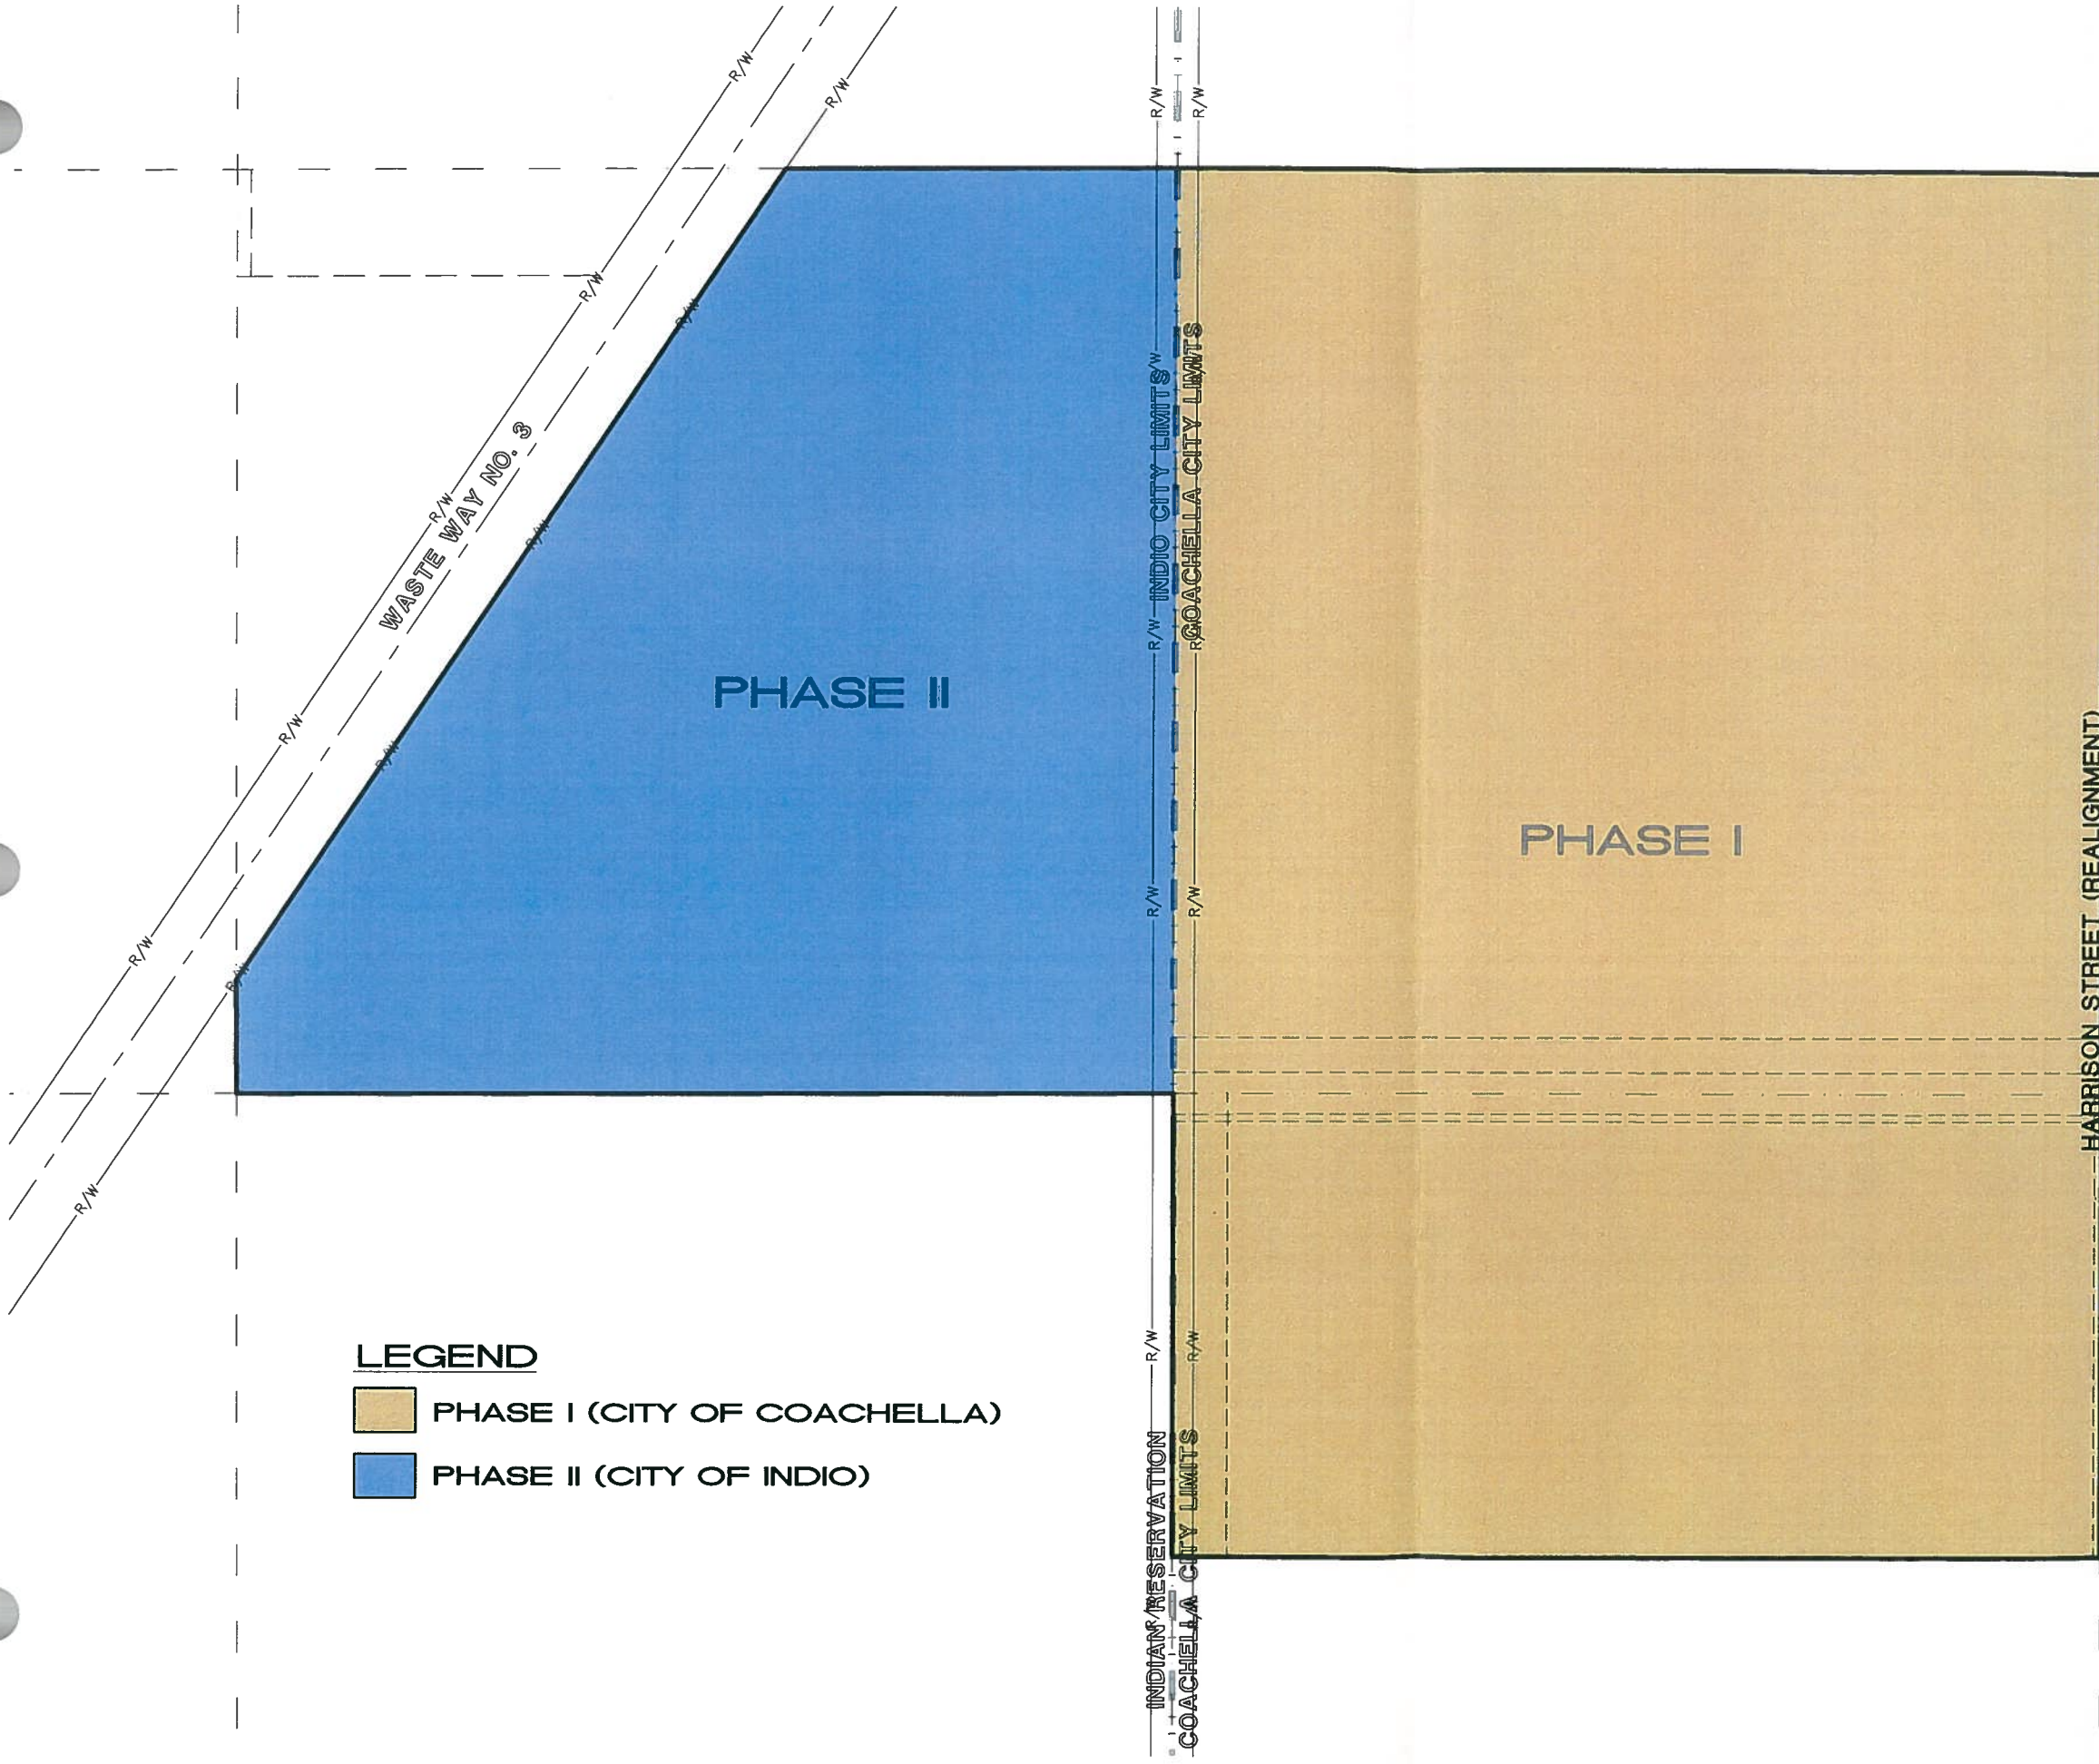 R/W
R/W
R/W
R/W
R/W
R/W
R/W
WASTE WAY NO. 3
R/W
R/W
R/W
R/W
R/W
R/W
R/W
INDIO CITY LIMITS
COACHELLA CITY LIMITS
R/W
R/W
R/W
R/W
PHASE II
PHASE I
HARRISON STREET (REALIGNMENT)
LEGEND
PHASE I (CITY OF COACHELLA)
PHASE II (CITY OF INDIO)
R/W
R/W
INDIAN RESERVATION
COACHELLA CITY LIMITS